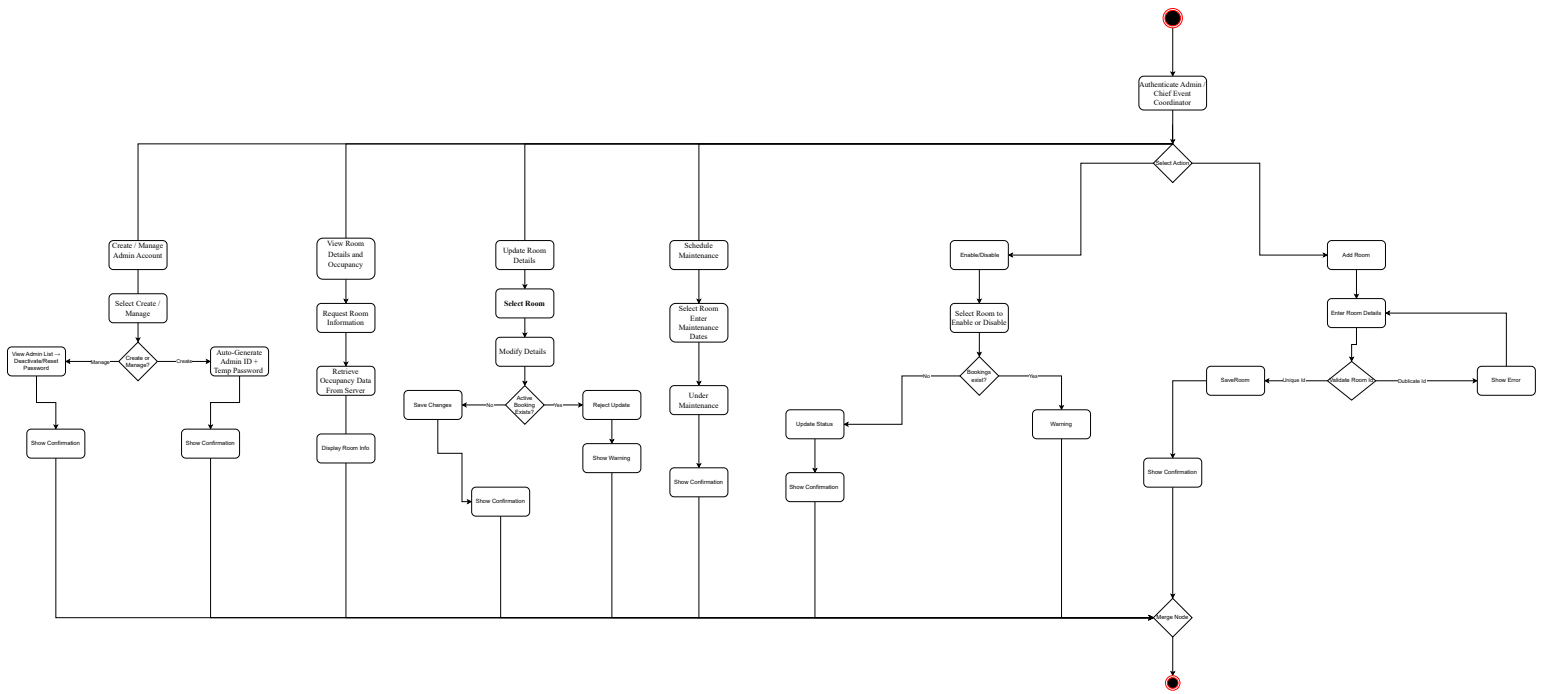 Authenticate Admin /
Chief Event
Coordinator
Select Action
Create / Manage
Admin Account
View Room
Details and
Occupancy
Update Room
Details
Schedule
Maintenance
Enable/Disable
Add Room
Select Create /
Manage
Request Room
Information
Select Room
Select Room
Enter
Maintenance
Dates
Select Room to
Enable or Disable
Enter Room Details
View Admin List →
Deactivate/Reset
Password
Manage
Create or
Manage?
Create
Auto-Generate
Admin ID +
Temp Password
Retrieve
Occupancy Data
From Server
Modify Details
Bookings
exist?
No
Yes
SaveRoom
Unique Id
Validate Room Id
Dublicate Id
Show Error
Save Changes
No
Active
Booking
Exists?
Yes
Reject Update
Under
Maintenance
Update Status
Warning
Show Confirmation
Show Confirmation
Display Room Info
Show Warning
Show Confirmation
Show Confirmation
Show Confirmation
Show Confirmation
Show Confirmation
Merge Node